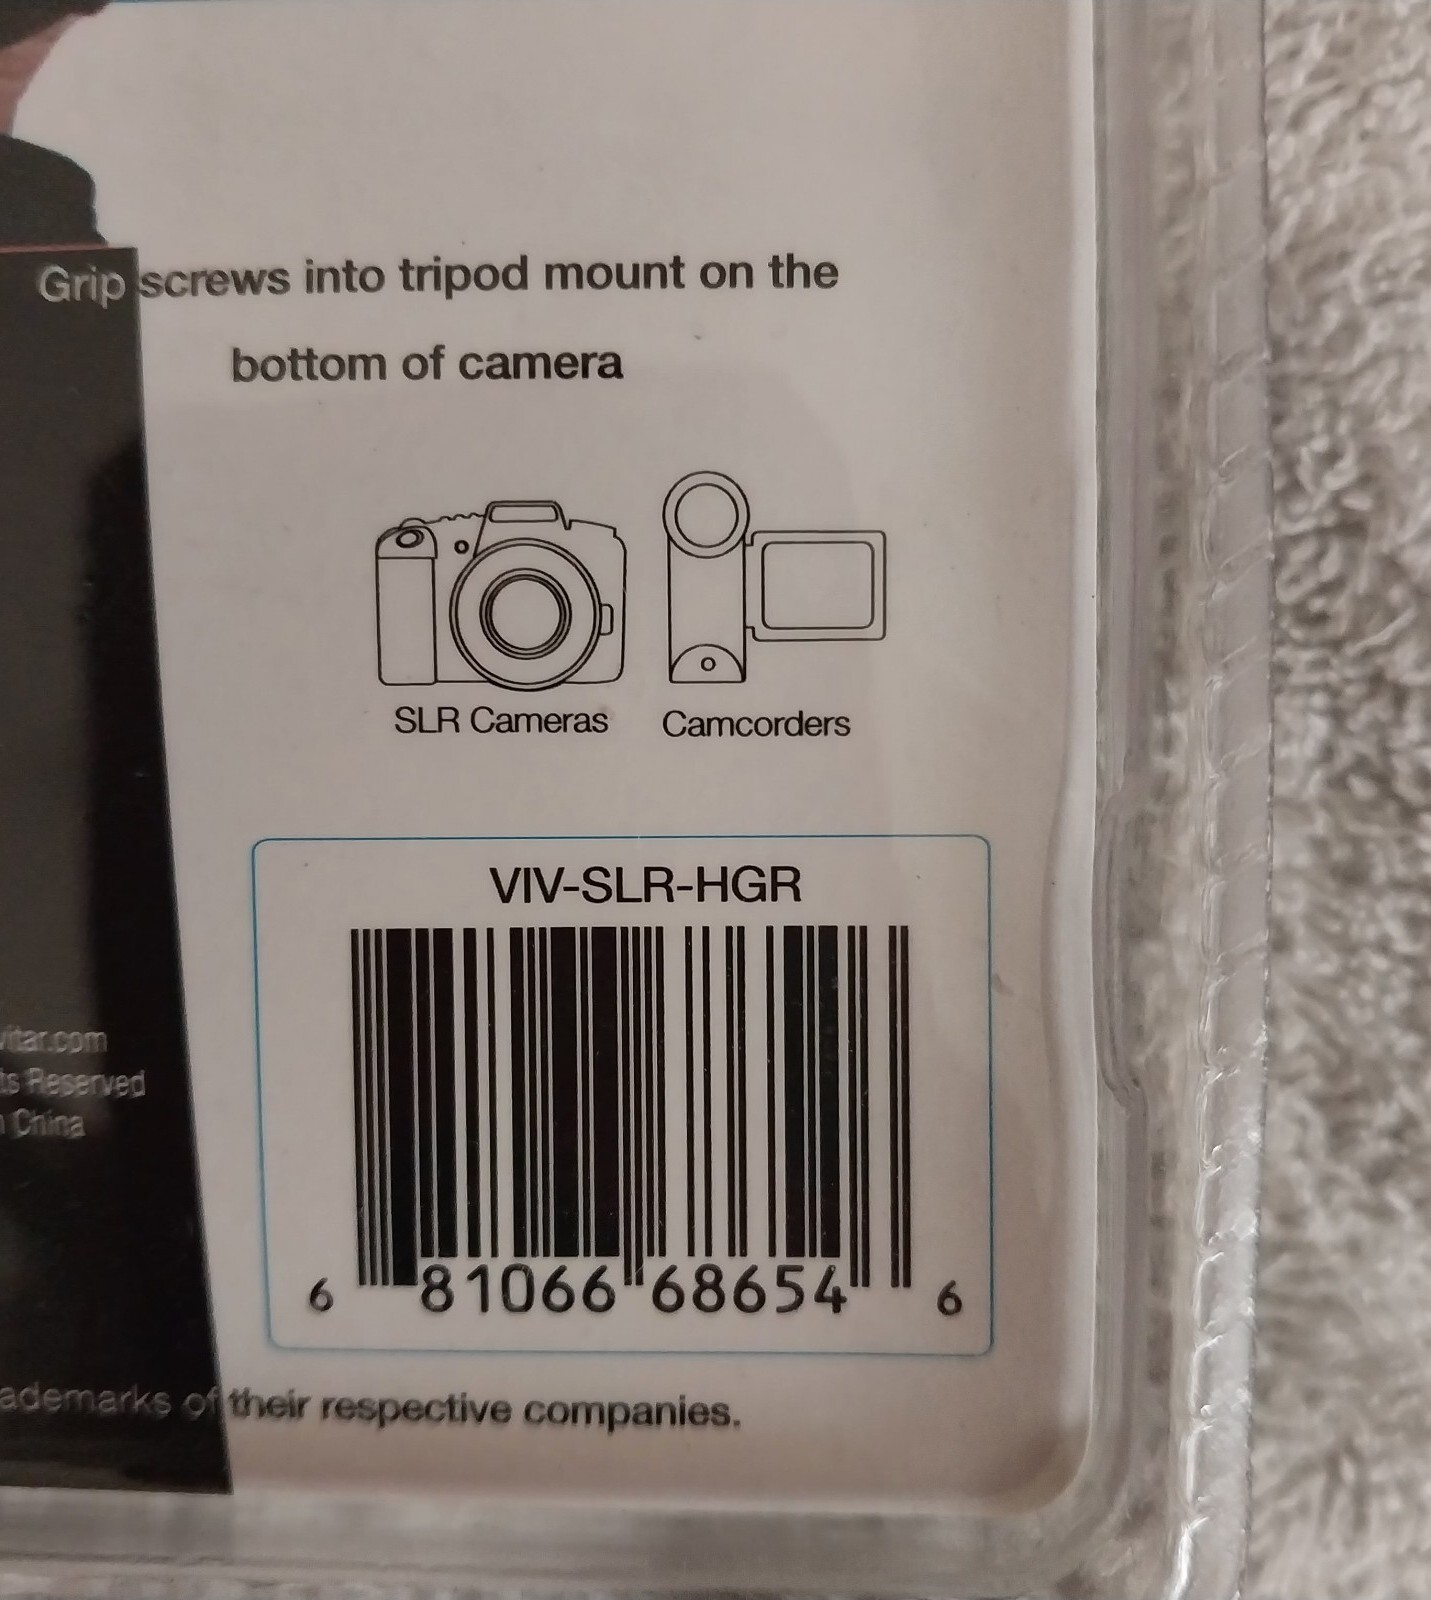 Grip screws into tripod mount on the
bottom of camera
SLR Cameras Camcorders
VIV-SLR-HGR
6 81066 68654 6
vitar.com
ts Reserved
China
ademarks of their respective companies.